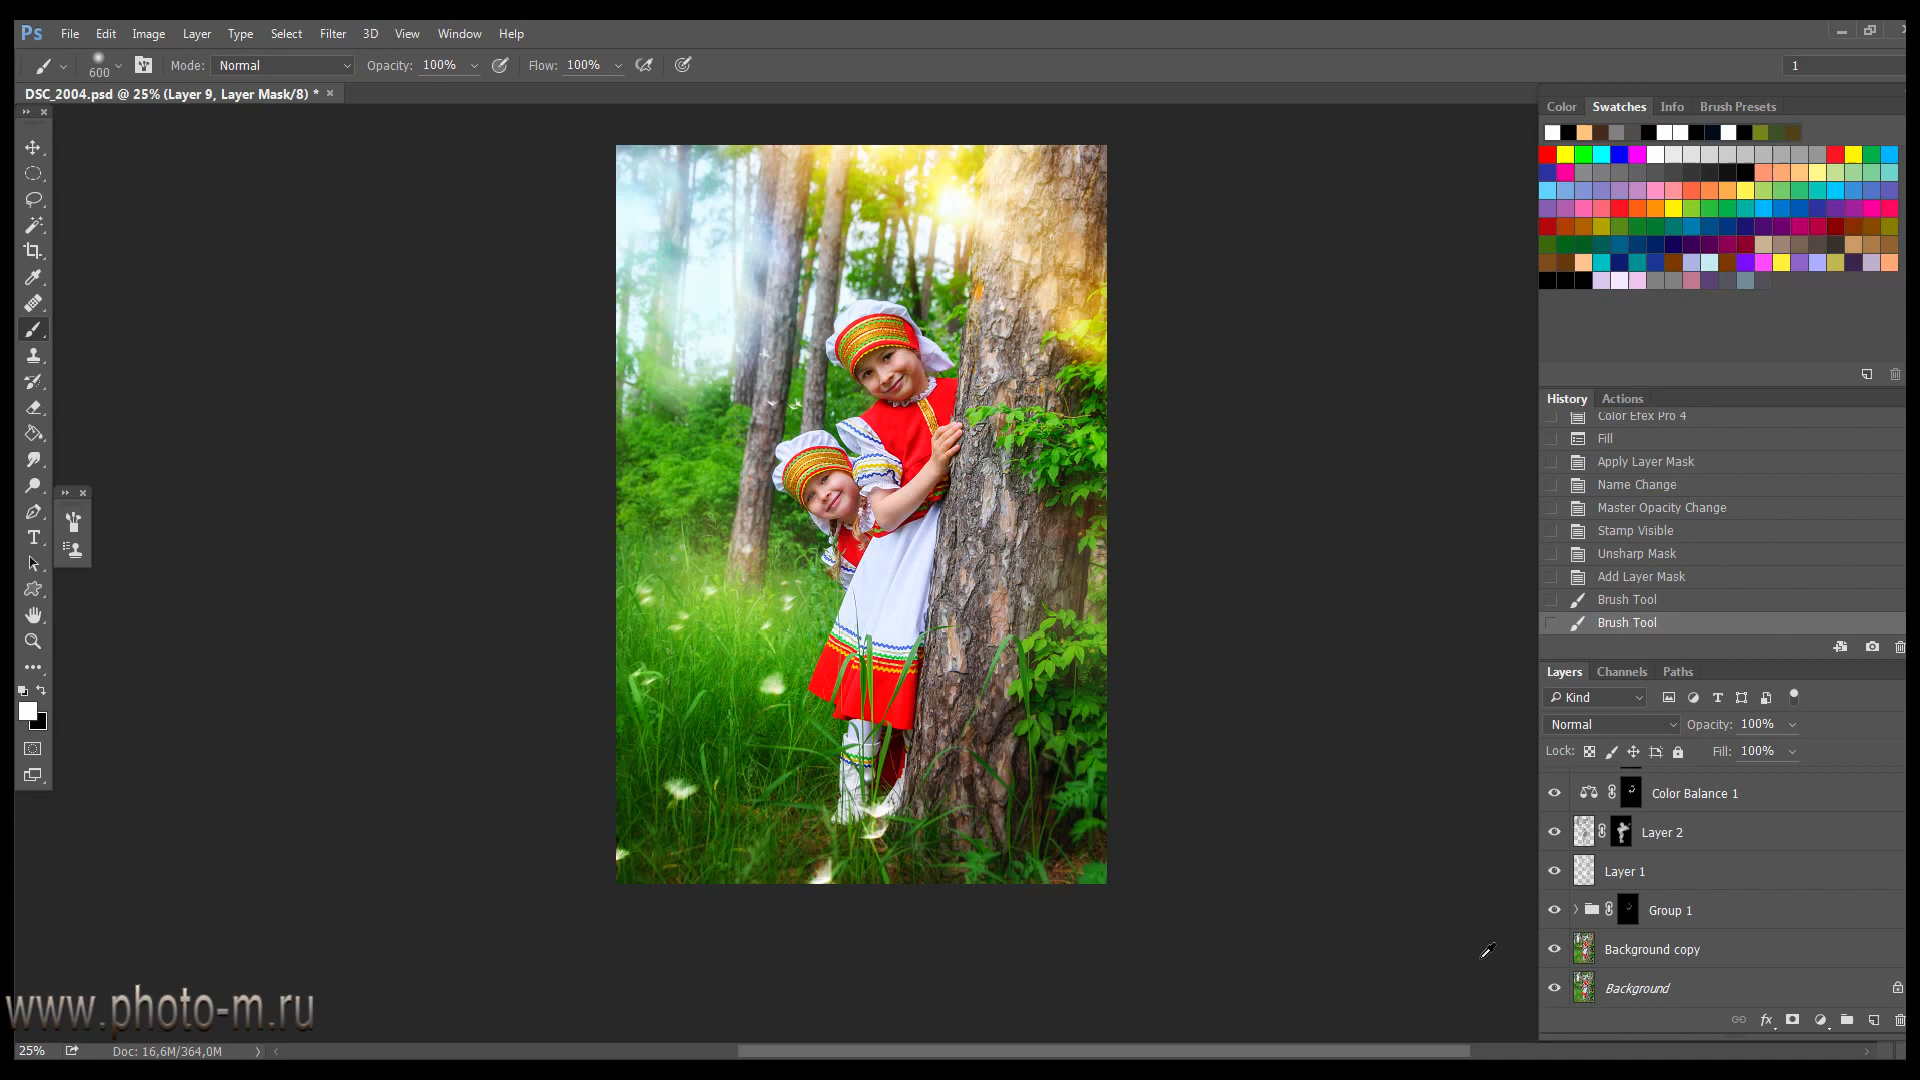 Ps File Edit Image Layer Type Select Filter 3D View Window Help
600 Mode: Normal Opacity: 100% Flow: 100% 1
DSC_2004.psd @ 25% (Layer 9, Layer Mask/8) * ×
Color Swatches Info Brush Presets
History Actions
Color Efex Pro 4
Fill
Apply Layer Mask
Name Change
Master Opacity Change
Stamp Visible
Unsharp Mask
Add Layer Mask
Brush Tool
Brush Tool
Layers Channels Paths
Kind
Normal Opacity: 100%
Lock: Fill: 100%
Color Balance 1
Layer 2
Layer 1
Group 1
Background copy
Background
fx
www.photo-m.ru
25% Doc: 16,6M/364,0M